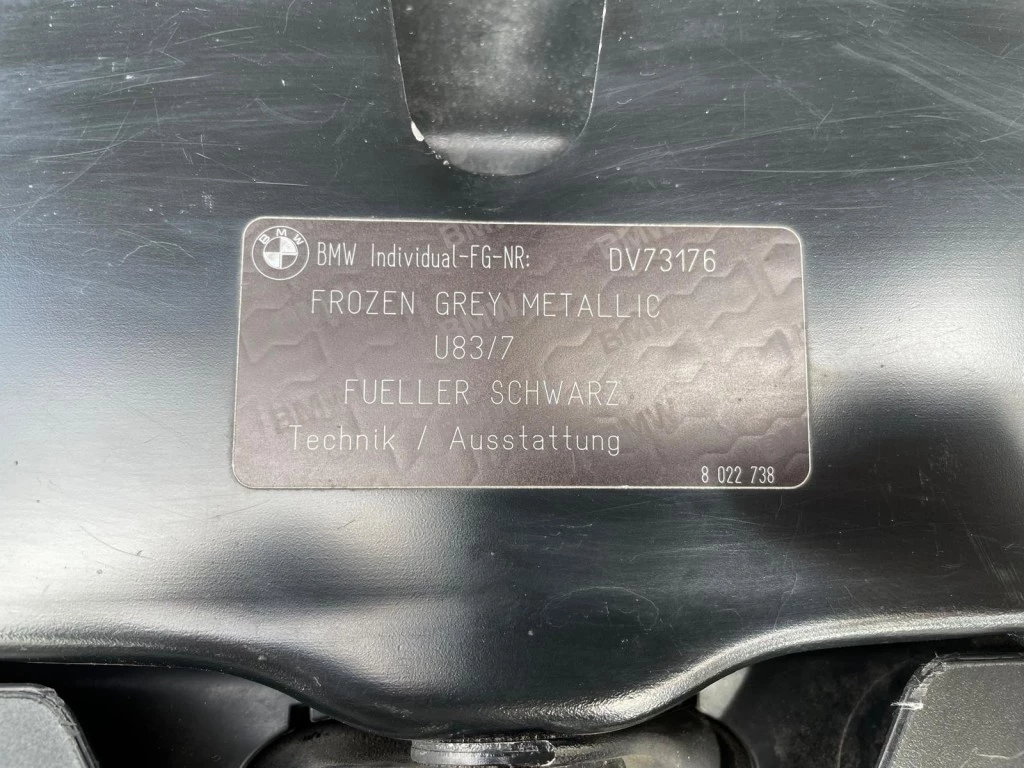 BMW
BMW Individual-FG-NR: DV73176
FROZEN GREY METALLIC
U83/7
FUELLER SCHWARZ
Technik / Ausstattung
8 022 738